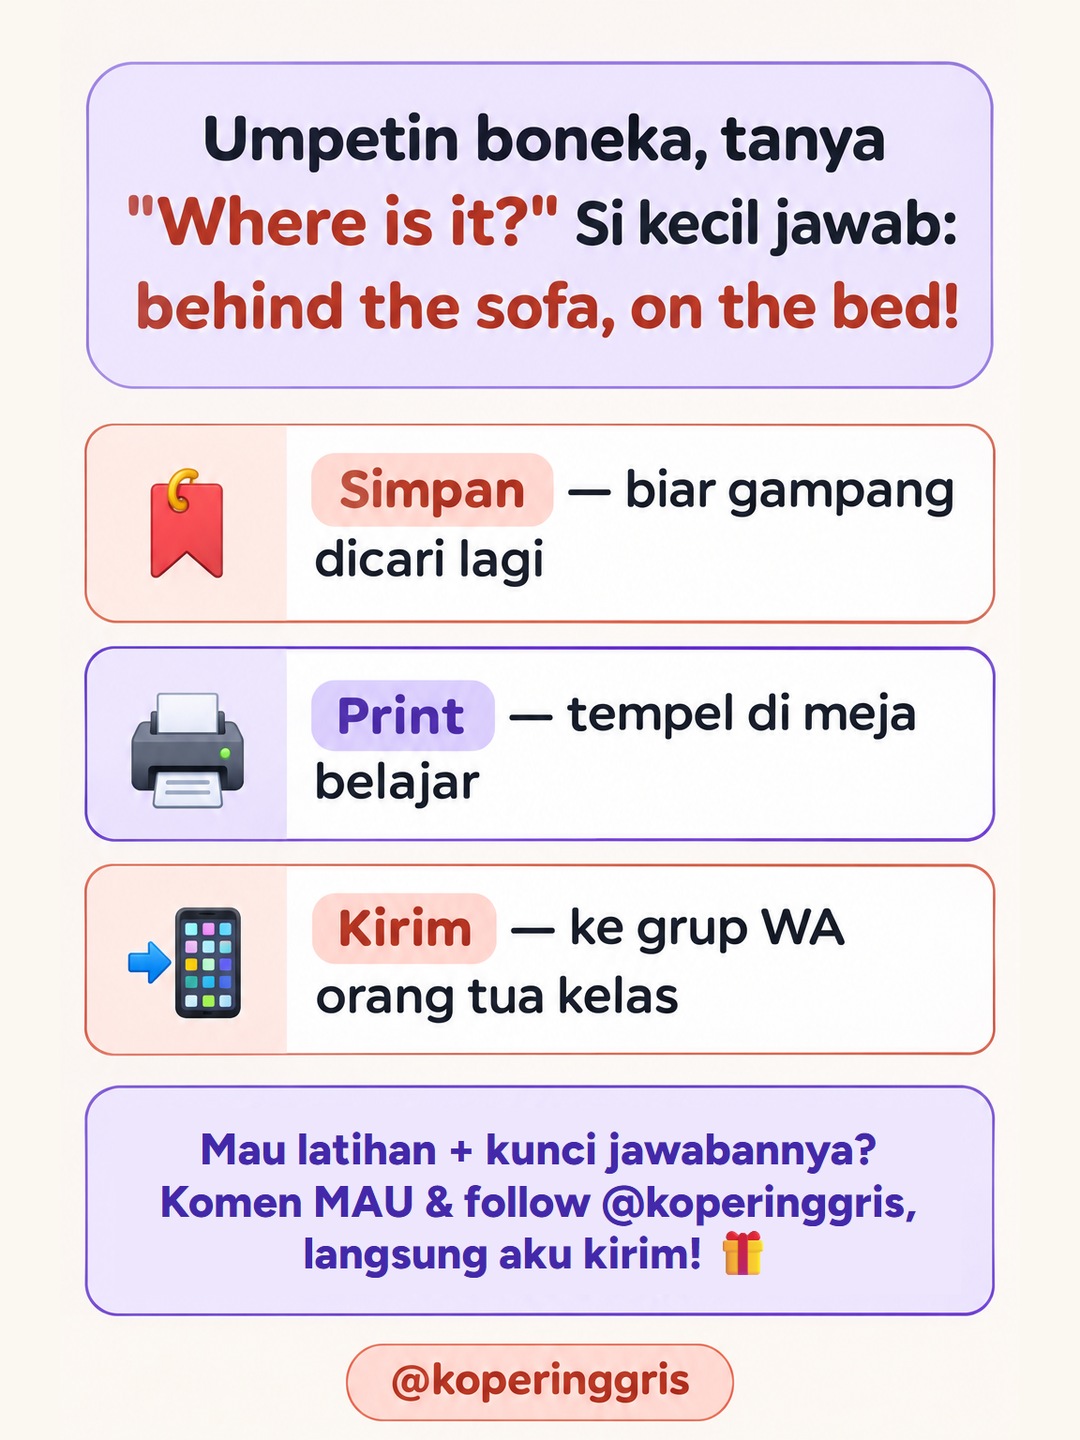 Umpetin boneka, tanya
"Where is it?" Si kecil jawab:
behind the sofa, on the bed!
Simpan — biar gampang
dicari lagi
Print — tempel di meja
belajar
Kirim — ke grup WA
orang tua kelas
Mau latihan + kunci jawabannya?
Komen MAU & follow @koperinggris,
langsung aku kirim! 🎁
@koperinggris